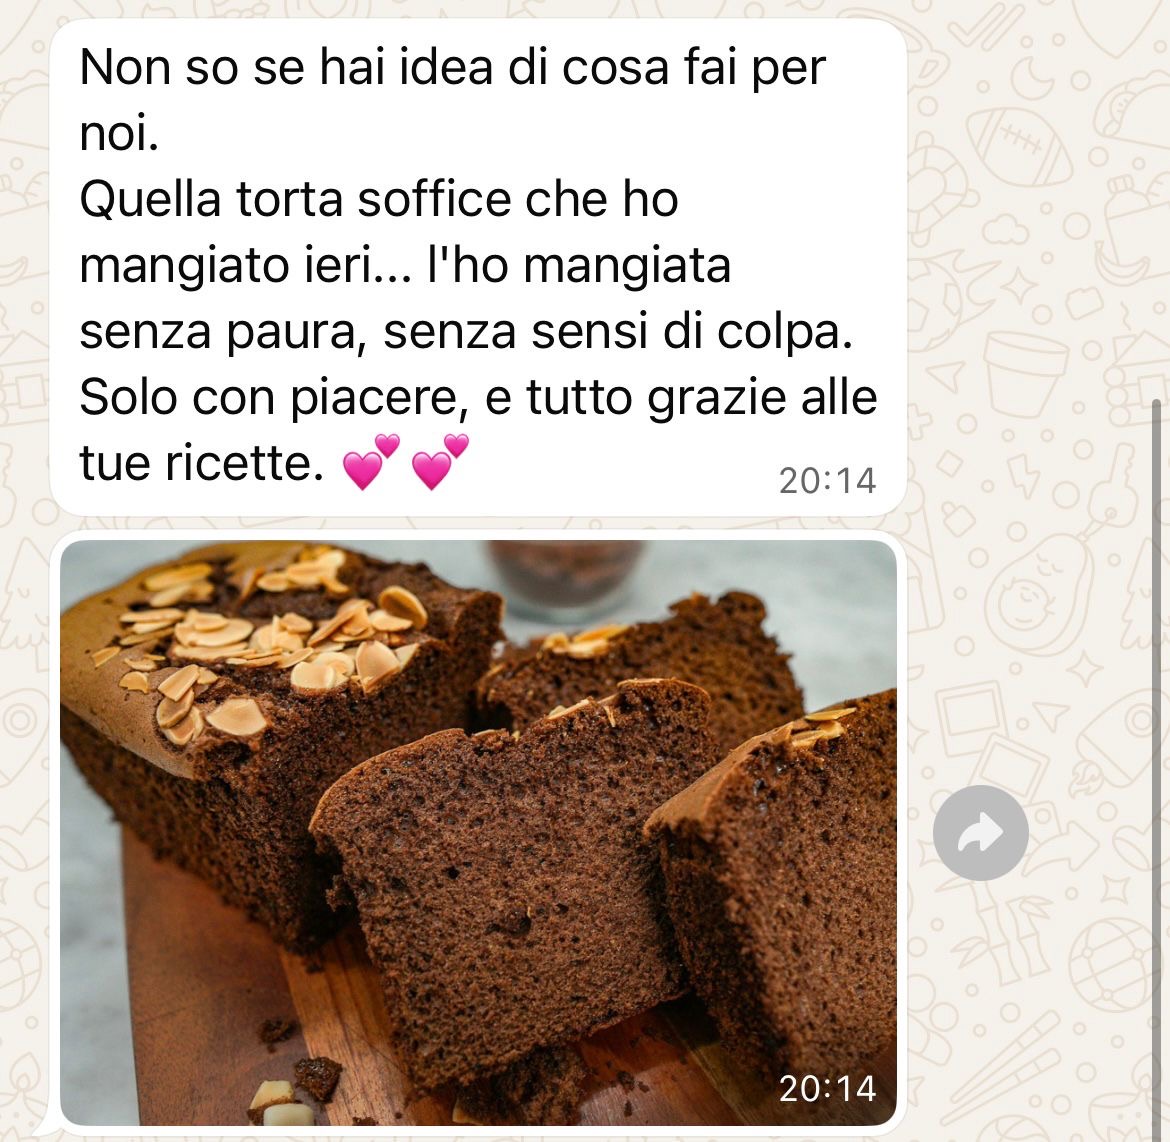 Non so se hai idea di cosa fai per
noi.
Quella torta soffice che ho
mangiato ieri... l'ho mangiata
senza paura, senza sensi di colpa.
Solo con piacere, e tutto grazie alle
tue ricette. 💕💕
20:14
20:14